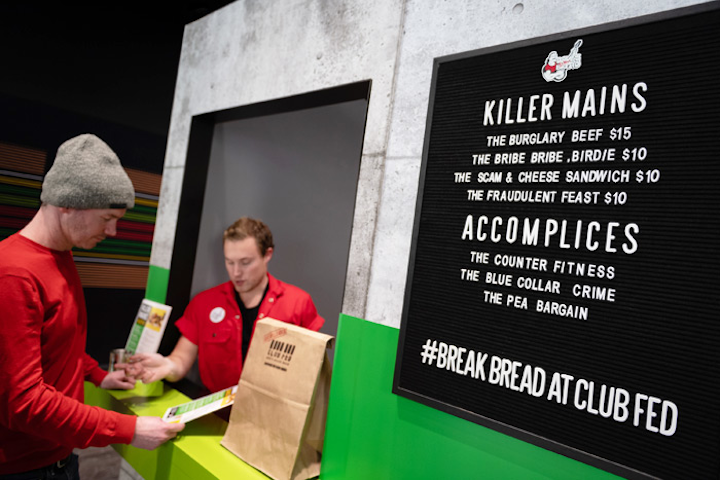 KILLER MAINS
THE BURGLARY BEEF $15
THE BRIBE BRIBE ,BIRDIE $10
THE SCAM & CHEESE SANDWICH $10
THE FRAUDULENT FEAST $10
ACCOMPLICES
THE COUNTER FITNESS
THE BLUE COLLAR CRIME
THE PEA BARGAIN
#BREAK BREAD AT CLUB FED
CLUB FED